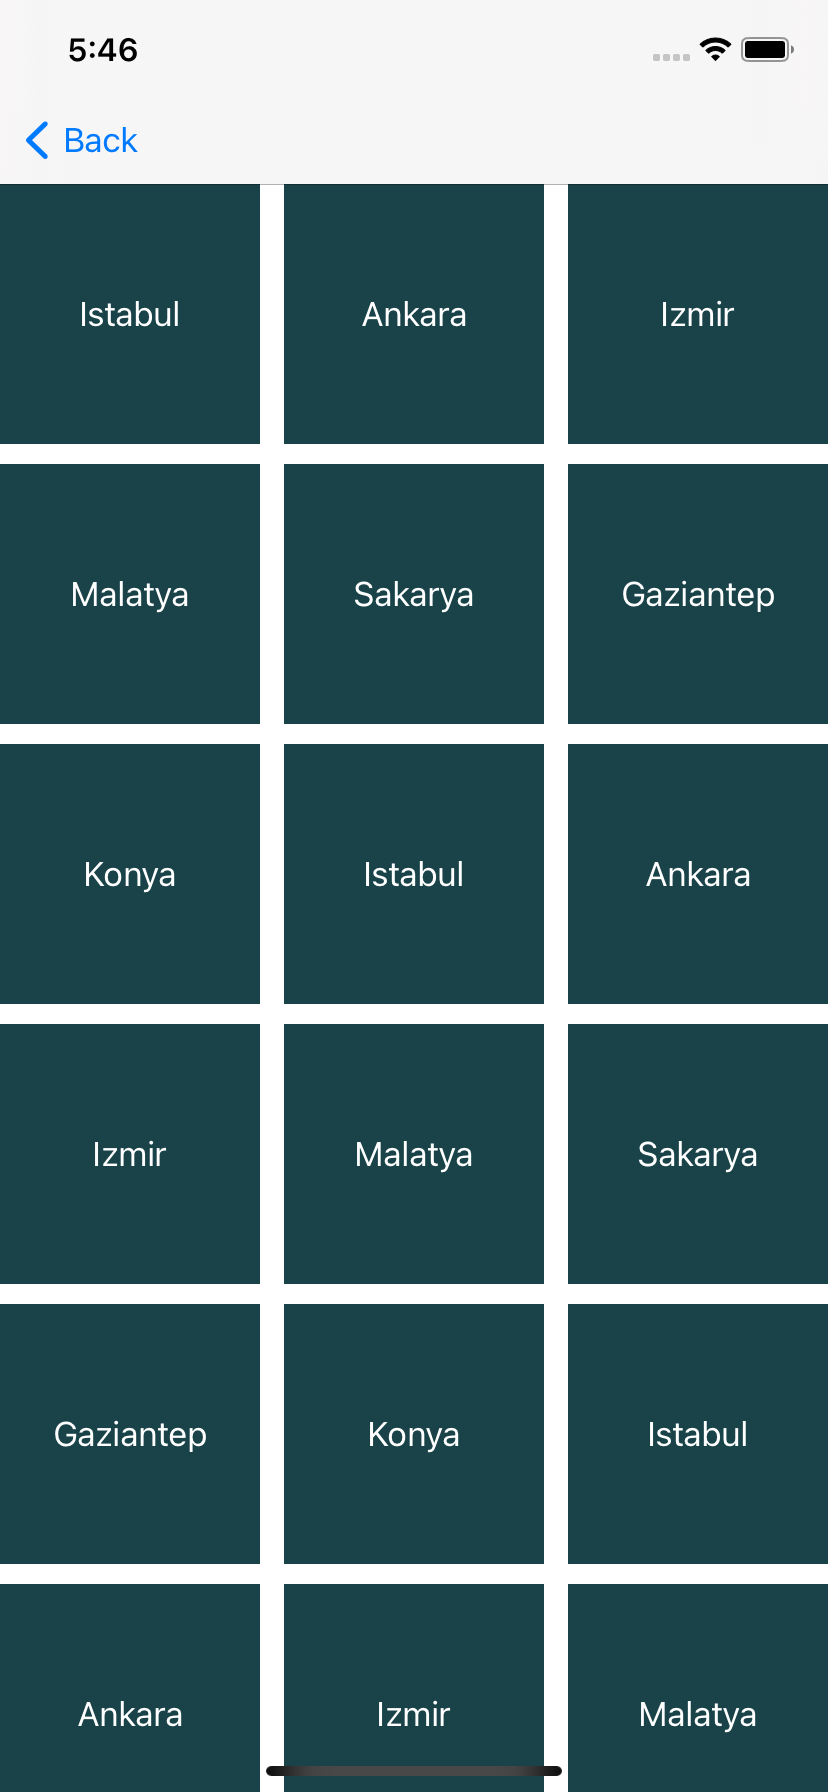 5:46
Back
Istabul Ankara Izmir
Malatya Sakarya Gaziantep
Konya Istabul Ankara
Izmir Malatya Sakarya
Gaziantep Konya Istabul
Ankara Izmir Malatya